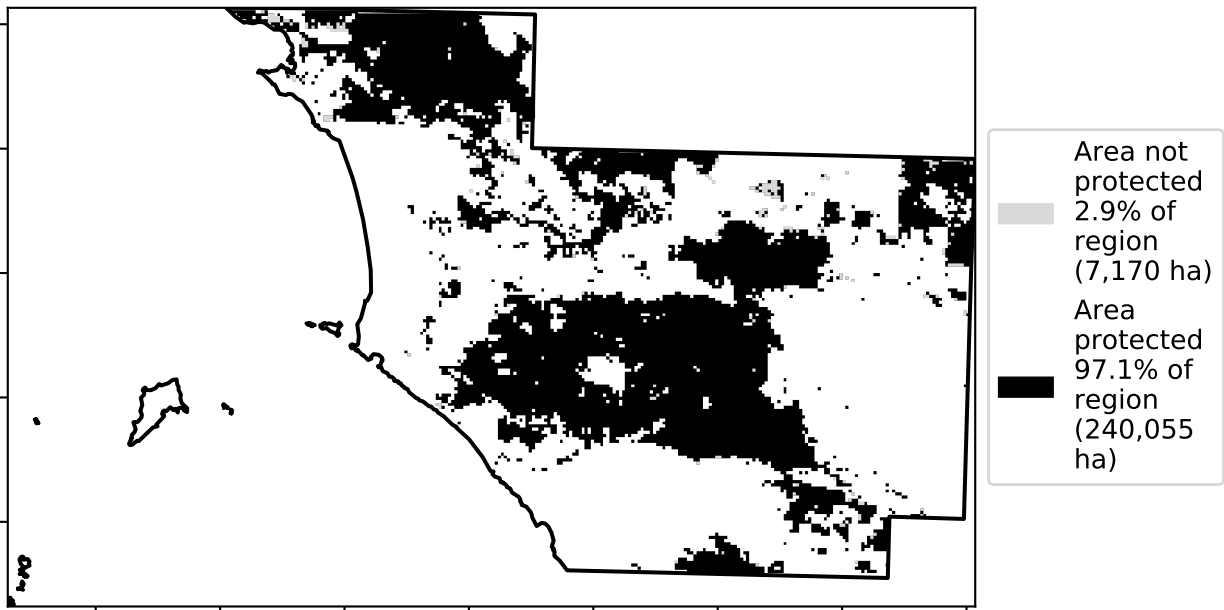 Area not
protected
2.9% of
region
(7,170 ha)
Area
protected
97.1% of
region
(240,055
ha)